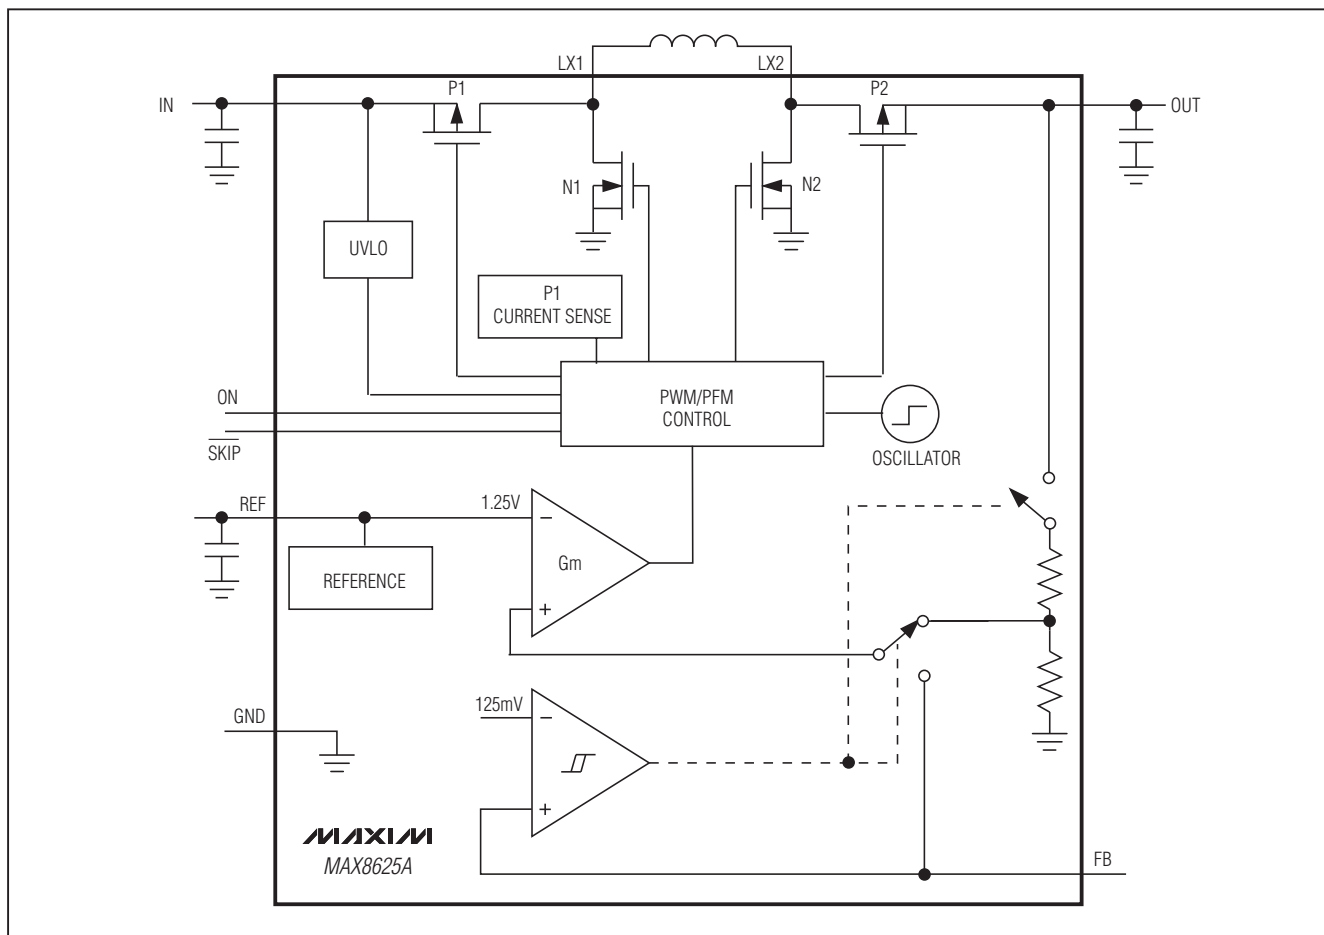 LX1
LX2
P1
P2
IN
OUT
N1
N2
UVLO
P1
CURRENT SENSE
ON
PWM/PFM
CONTROL
SKIP
OSCILLATOR
REF
1.25V
−
Gm
REFERENCE
+
GND
125mV
−
+
MAXIM
MAX8625A
FB